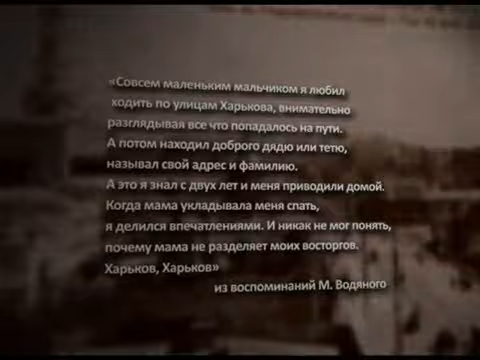 «Совсем маленьким мальчиком я любил
ходить по улицам Харькова, внимательно
разглядывая все что попадалось на пути.
А потом находил доброго дядю или тетю,
называл свой адрес и фамилию.
А это я знал с двух лет и меня приводили домой.
Когда мама укладывала меня спать,
я делился впечатлениями. И никак не мог понять,
почему мама не разделяет моих восторгов.
Харьков, Харьков»
из воспоминаний М. Водяного